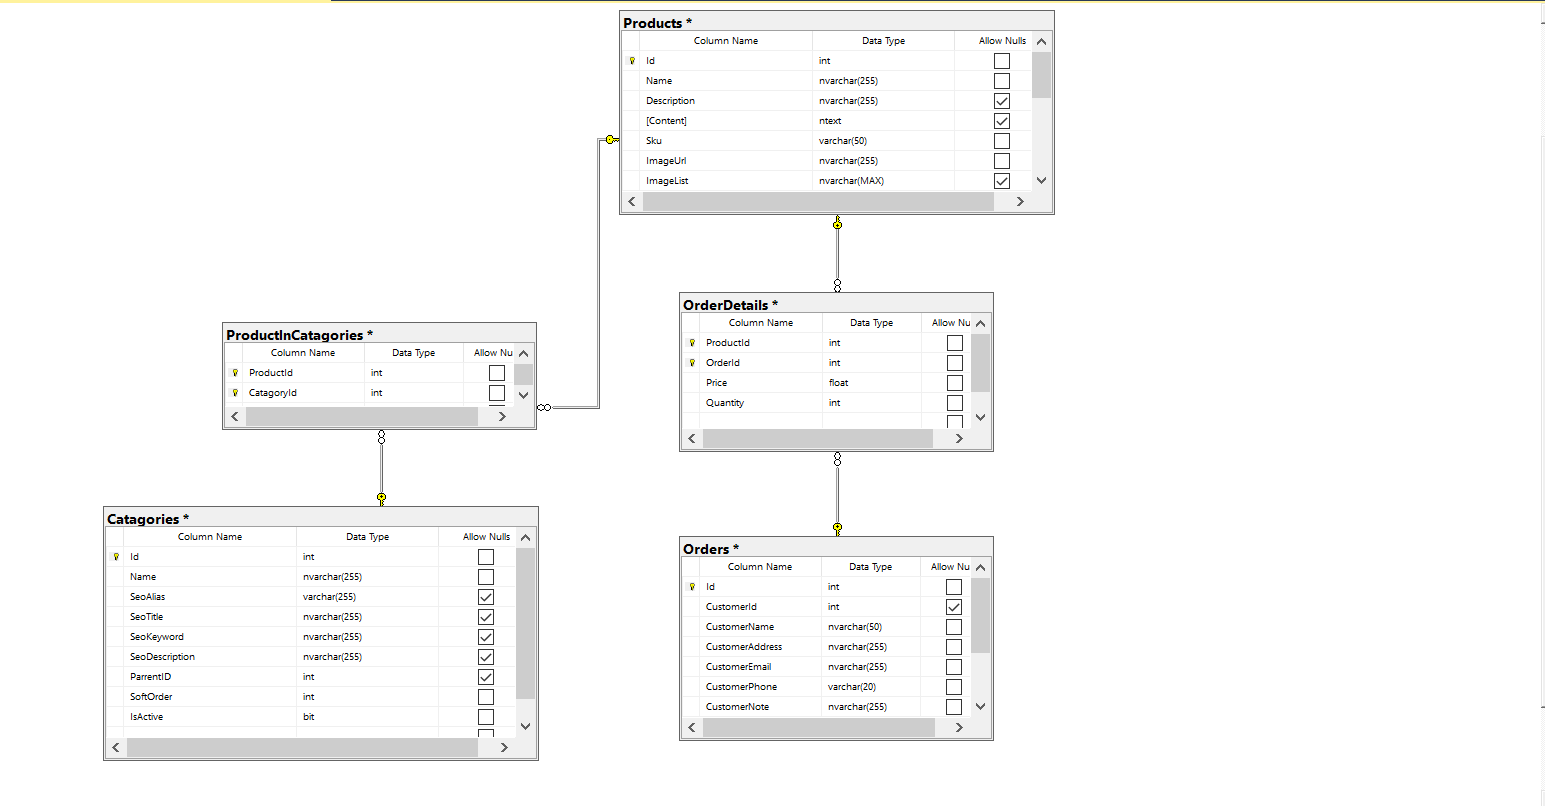 Products *
Column Name Data Type Allow Nulls
Id int
Name nvarchar(255)
Description nvarchar(255)
[Content] ntext
Sku varchar(50)
ImageUrl nvarchar(255)
ImageList nvarchar(MAX)
OrderDetails *
Column Name Data Type Allow Nu
ProductId int
OrderId int
Price float
Quantity int
ProductInCatagories *
Column Name Data Type Allow Nu
ProductId int
CatagoryId int
Catagories *
Column Name Data Type Allow Nulls
Id int
Name nvarchar(255)
SeoAlias varchar(255)
SeoTitle nvarchar(255)
SeoKeyword nvarchar(255)
SeoDescription nvarchar(255)
ParrentID int
SoftOrder int
IsActive bit
Orders *
Column Name Data Type Allow Nu
Id int
CustomerId int
CustomerName nvarchar(50)
CustomerAddress nvarchar(255)
CustomerEmail nvarchar(255)
CustomerPhone varchar(20)
CustomerNote nvarchar(255)